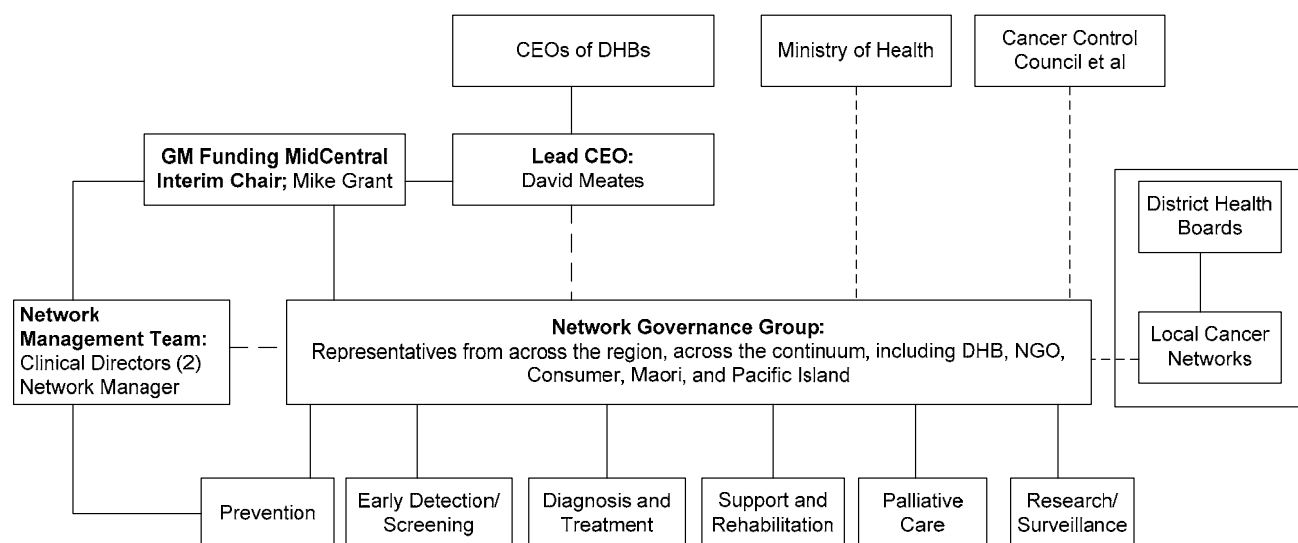 CEOs of DHBs
Ministry of Health
Cancer Control
Council et al
GM Funding MidCentral
Interim Chair; Mike Grant
Lead CEO:
David Meates
District Health
Boards
Network
Management Team:
Clinical Directors (2)
Network Manager
Network Governance Group:
Representatives from across the region, across the continuum, including DHB, NGO,
Consumer, Maori, and Pacific Island
Local Cancer
Networks
Prevention
Early Detection/
Screening
Diagnosis and
Treatment
Support and
Rehabilitation
Palliative
Care
Research/
Surveillance